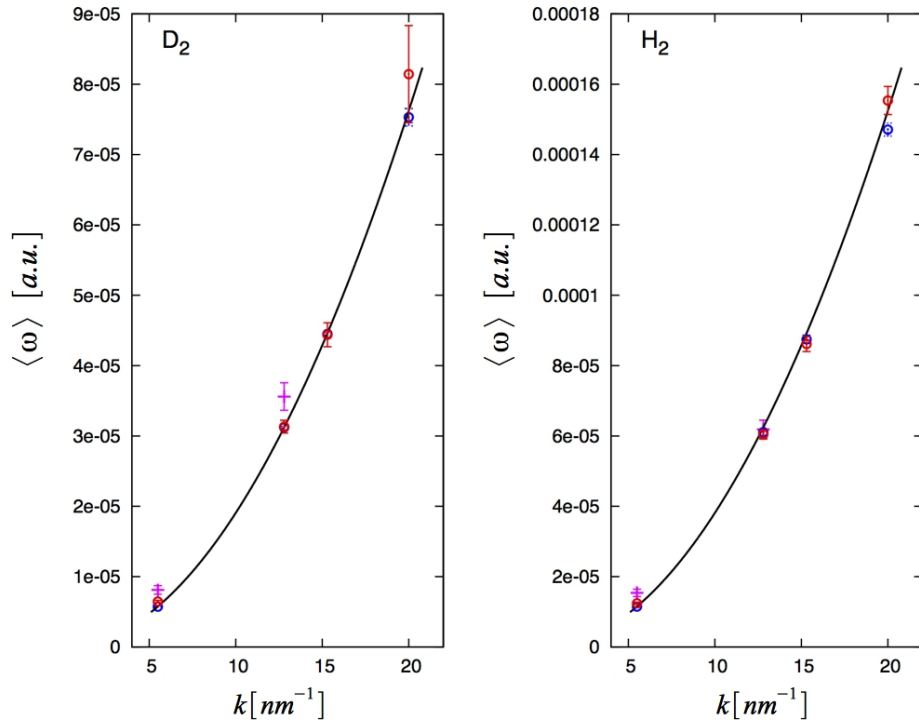 D2
9e-05
8e-05
7e-05
6e-05
5e-05
4e-05
3e-05
2e-05
1e-05
0
5 10 15 20
⟨ω⟩ [a.u.]
k[nm⁻¹]
H2
0.00018
0.00016
0.00014
0.00012
0.0001
8e-05
6e-05
4e-05
2e-05
0
5 10 15 20
⟨ω⟩ [a.u.]
k[nm⁻¹]